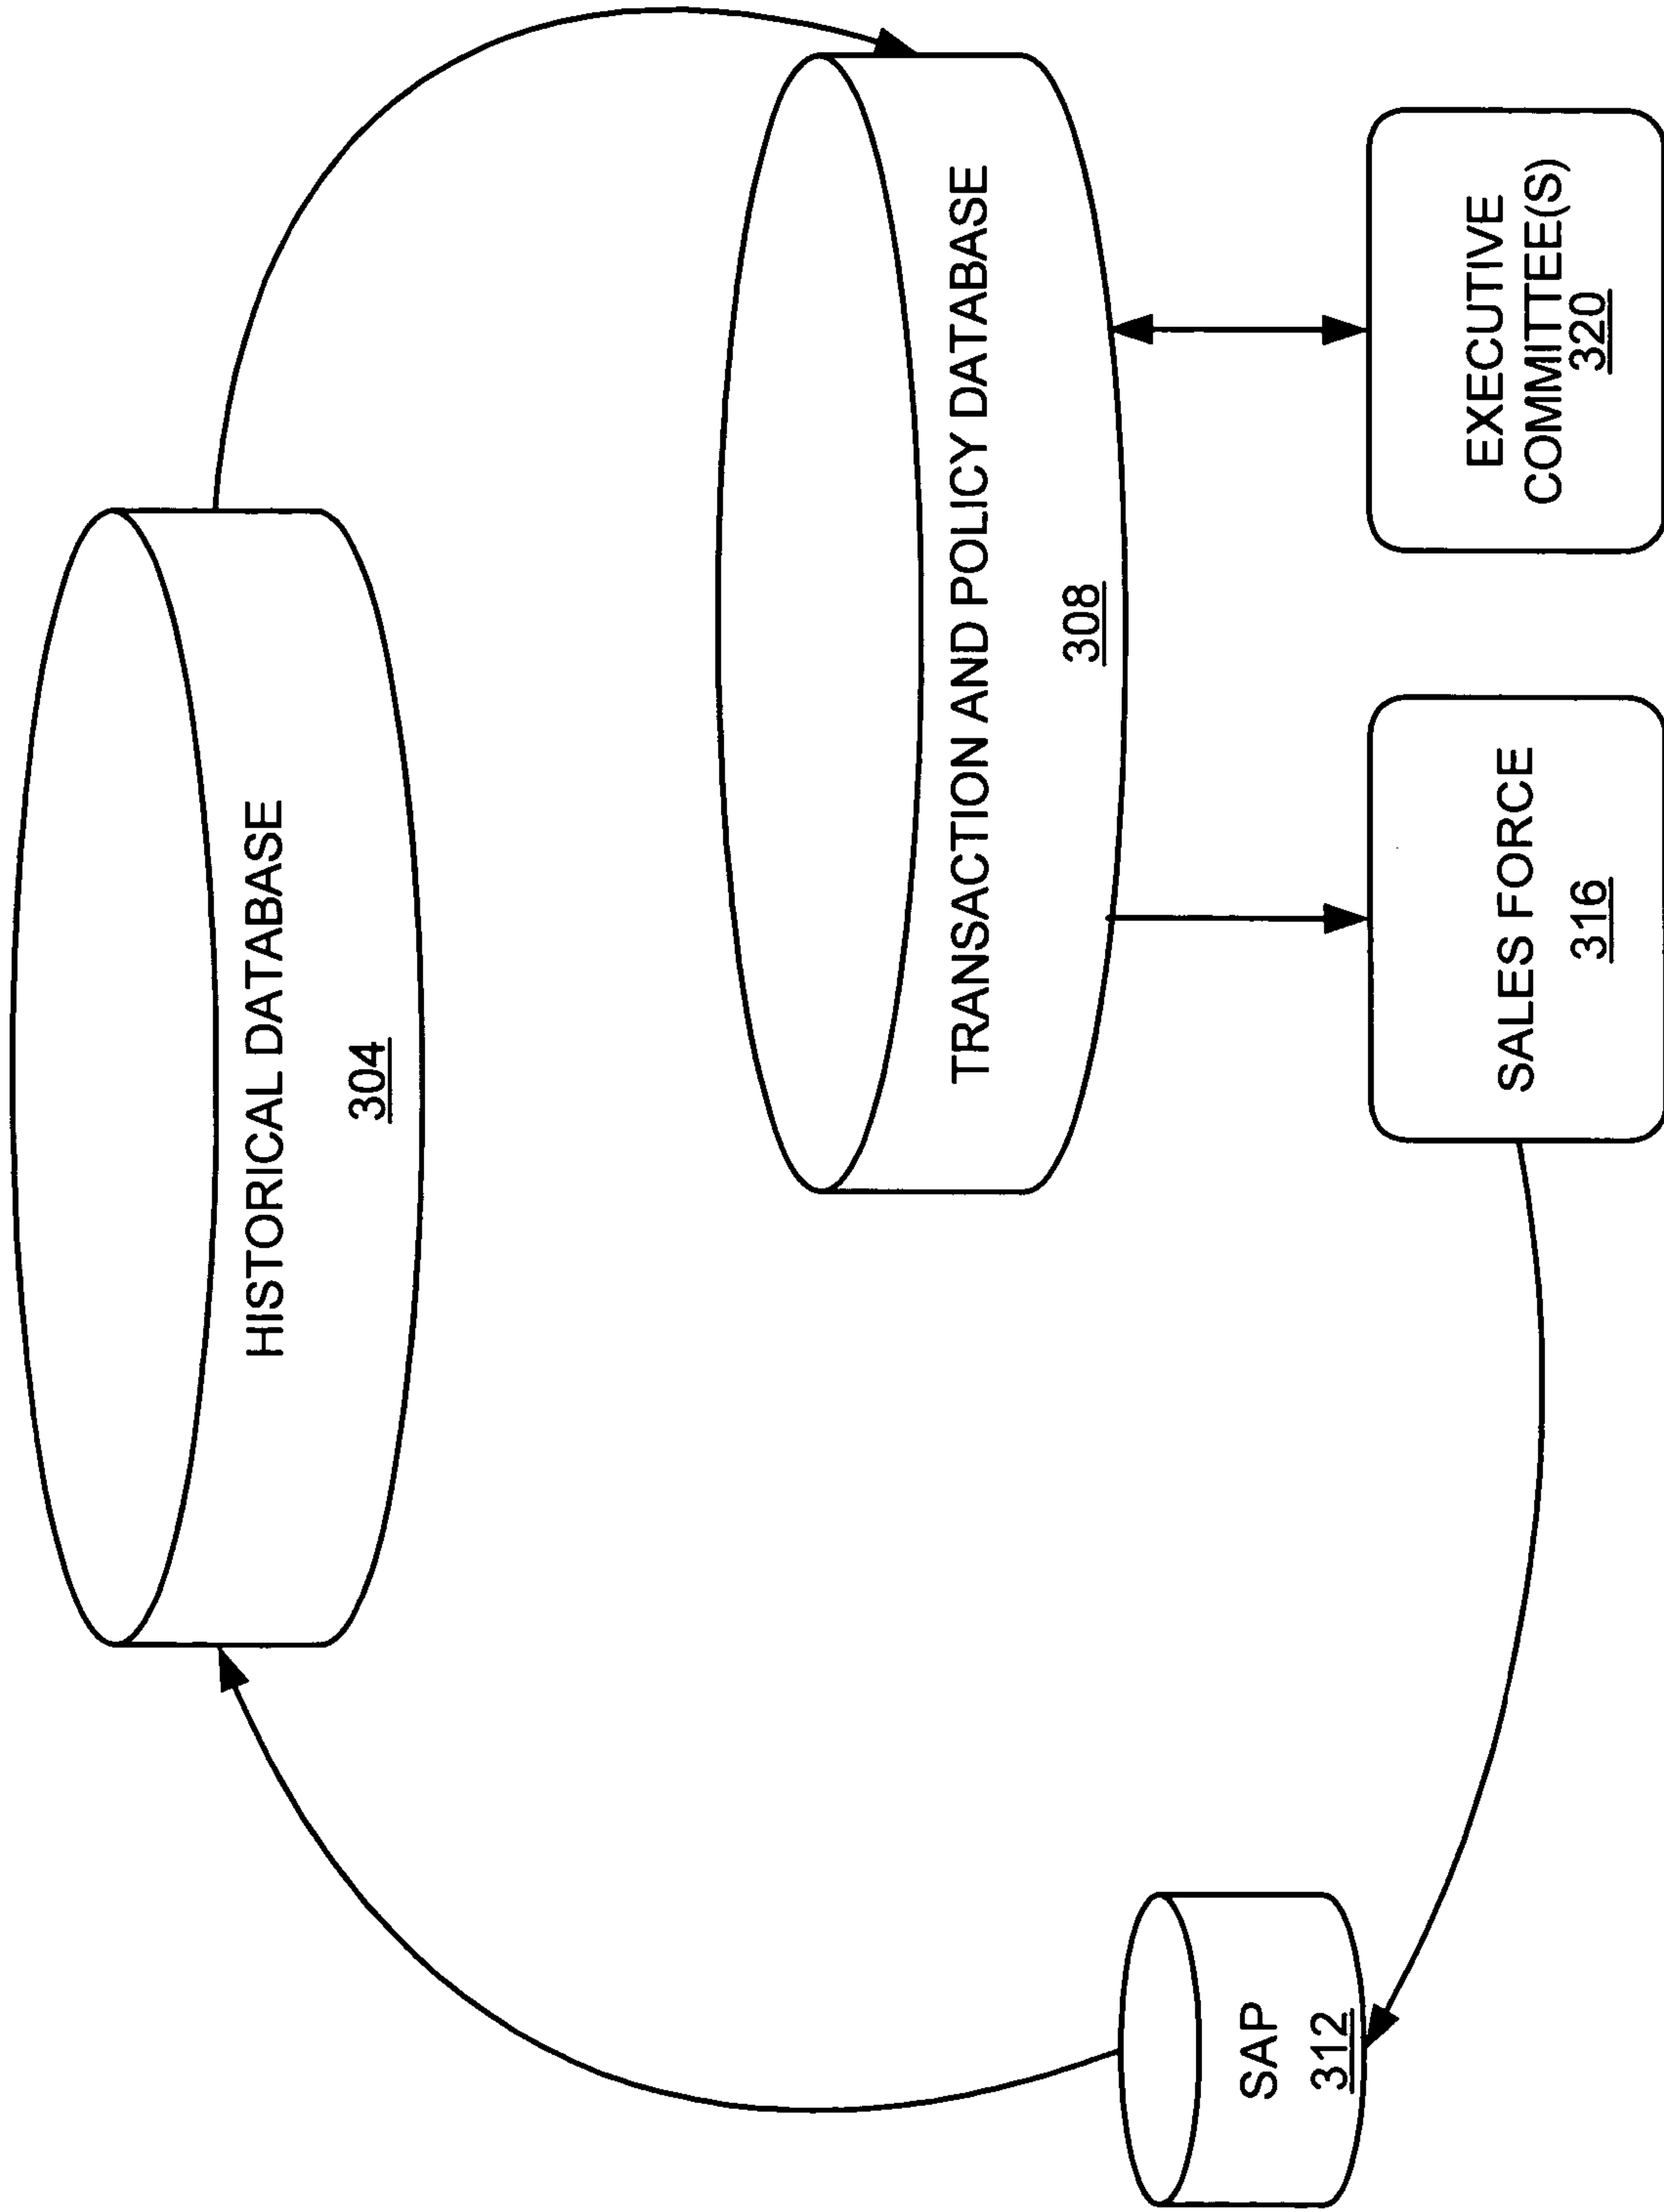 HISTORICAL DATABASE
304
TRANSACTION AND POLICY DATABASE
308
SAP
312
SALES FORCE
316
EXECUTIVE
COMMITTEE(S)
320